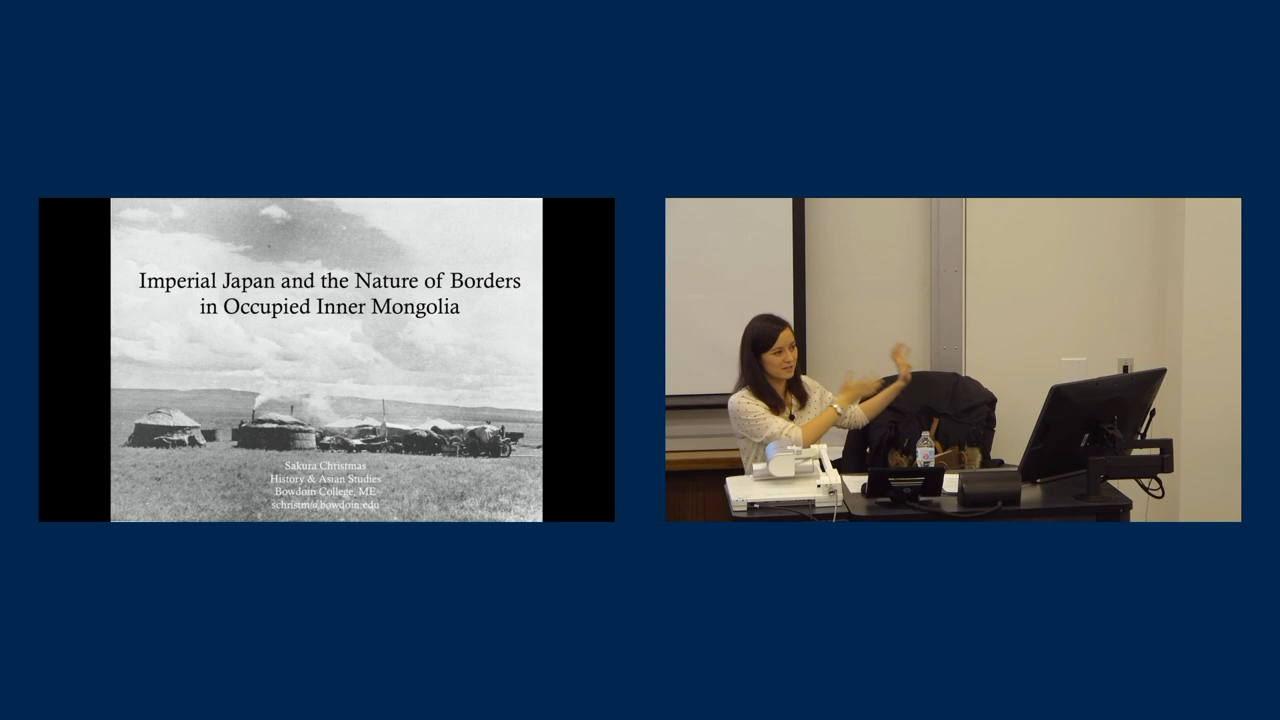 Imperial Japan and the Nature of Borders
in Occupied Inner Mongolia
Sakura Christmas
History & Asian Studies
Bowdoin College, ME
schristm@bowdoin.edu